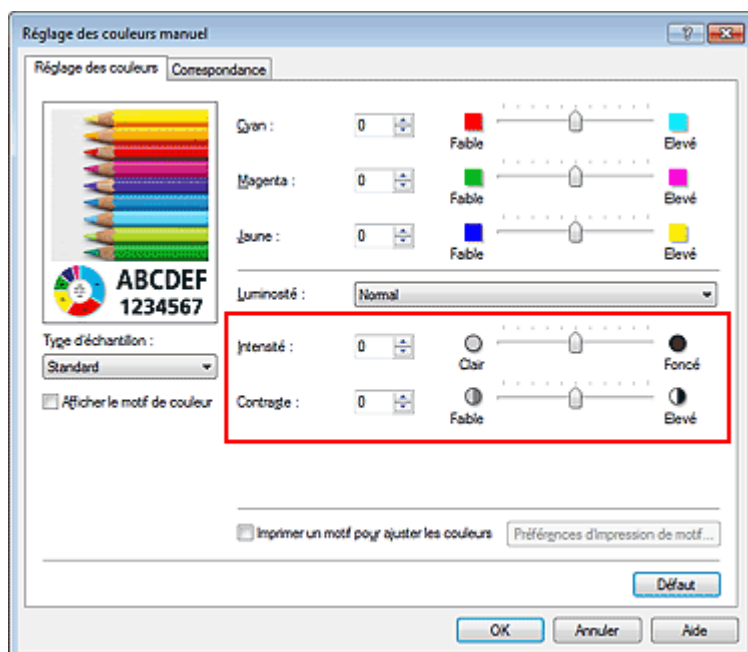 Réglage des couleurs manuel
Réglage des couleurs
Correspondance
Cyan :
0
Faible
Elevé
Magenta :
0
Faible
Elevé
Jaune :
0
Faible
Elevé
ABCDEF
1234567
Luminosité :
Normal
Type d'échantillon :
Standard
Afficher le motif de couleur
Intensité :
0
Clair
Foncé
Contraste :
0
Faible
Elevé
Imprimer un motif pour ajuster les couleurs
Préférences d'impression de motif...
Défaut
OK
Annuler
Aide